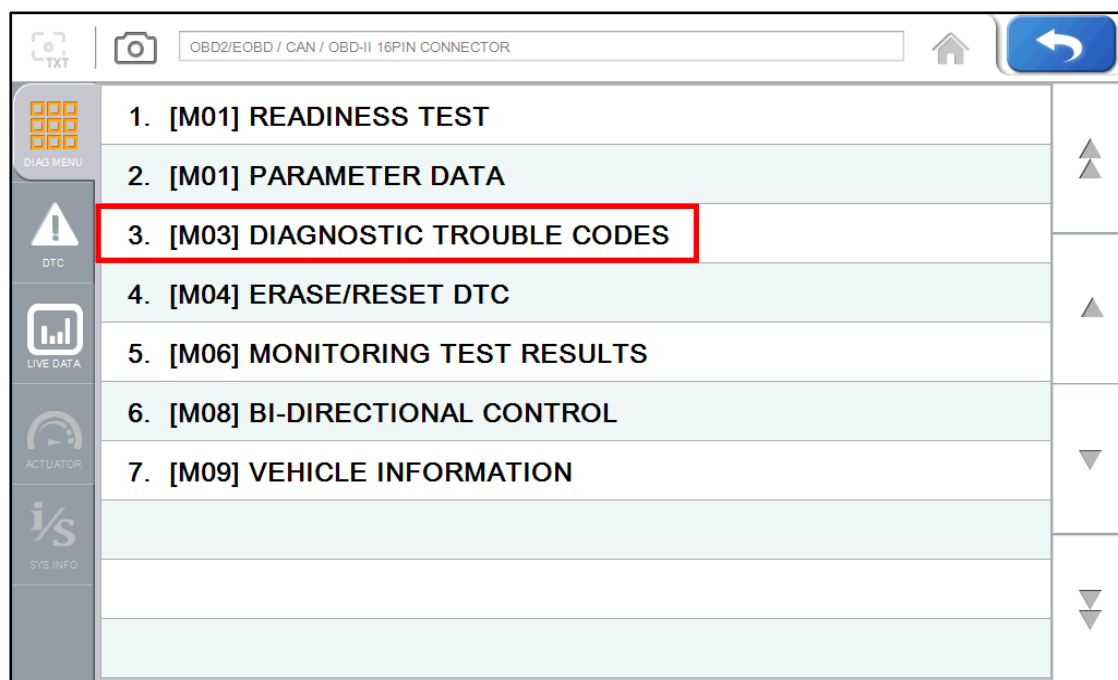 TXT
OBD2/EOBD / CAN / OBD-II 16PIN CONNECTOR
DIAG MENU
DTC
LIVE DATA
ACTUATOR
i/s
SYS.INFO
1. [M01] READINESS TEST
2. [M01] PARAMETER DATA
3. [M03] DIAGNOSTIC TROUBLE CODES
4. [M04] ERASE/RESET DTC
5. [M06] MONITORING TEST RESULTS
6. [M08] BI-DIRECTIONAL CONTROL
7. [M09] VEHICLE INFORMATION